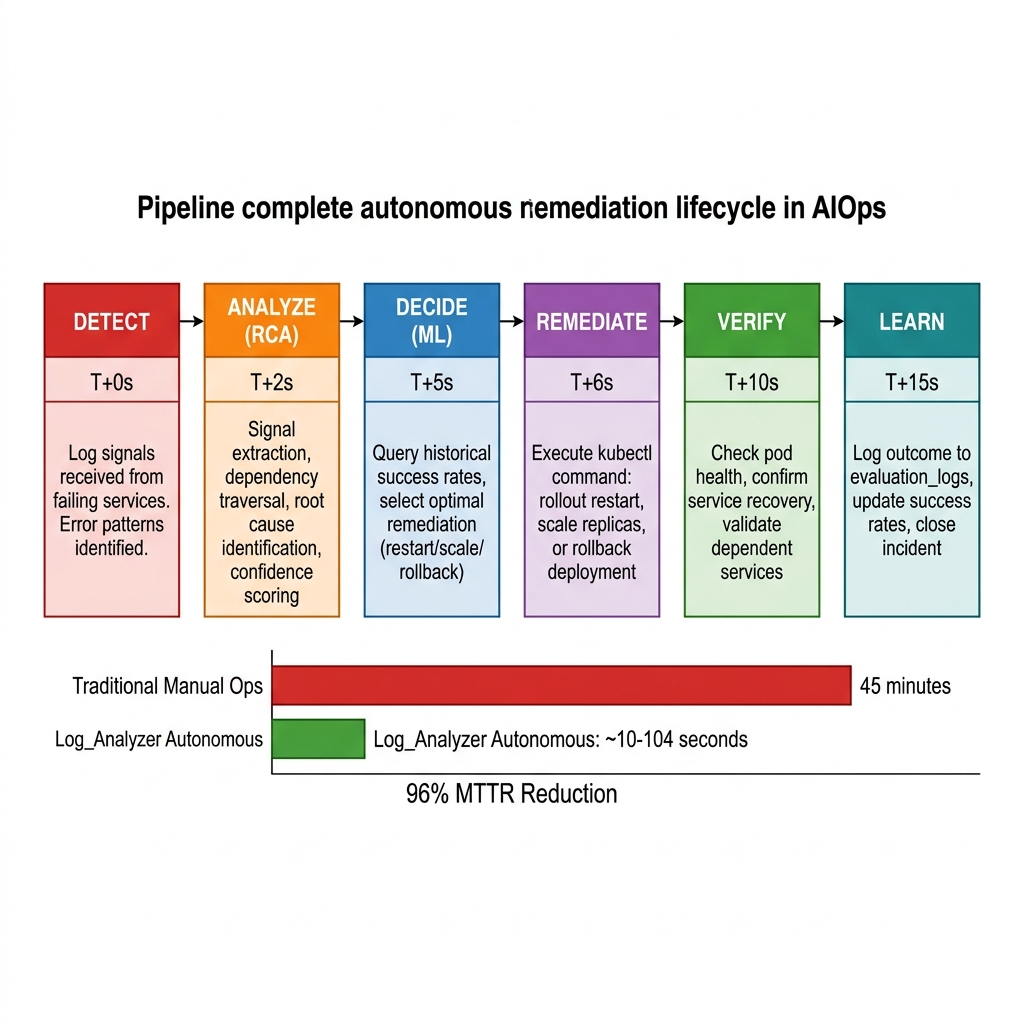 Pipeline complete autonomous remediation lifecycle in AIOps
DETECT
T+0s
Log signals
received from
failing services.
Error patterns
identified.
ANALYZE
(RCA)
T+2s
Signal
extraction,
dependency
traversal, root
cause
identification,
confidence
scoring
DECIDE
(ML)
T+5s
Query historical
success rates,
select optimal
remediation
(restart/scale/
rollback)
REMEDIATE
T+6s
Execute kubectl
command:
rollout restart,
scale replicas,
or rollback
deployment
VERIFY
T+10s
Check pod
health, confirm
service recovery,
validate
dependent
services
LEARN
T+15s
Log outcome to
evaluation_logs,
update success
rates, close
incident
Traditional Manual Ops
45 minutes
Log_Analyzer Autonomous
Log_Analyzer Autonomous: ~10-104 seconds
96% MTTR Reduction